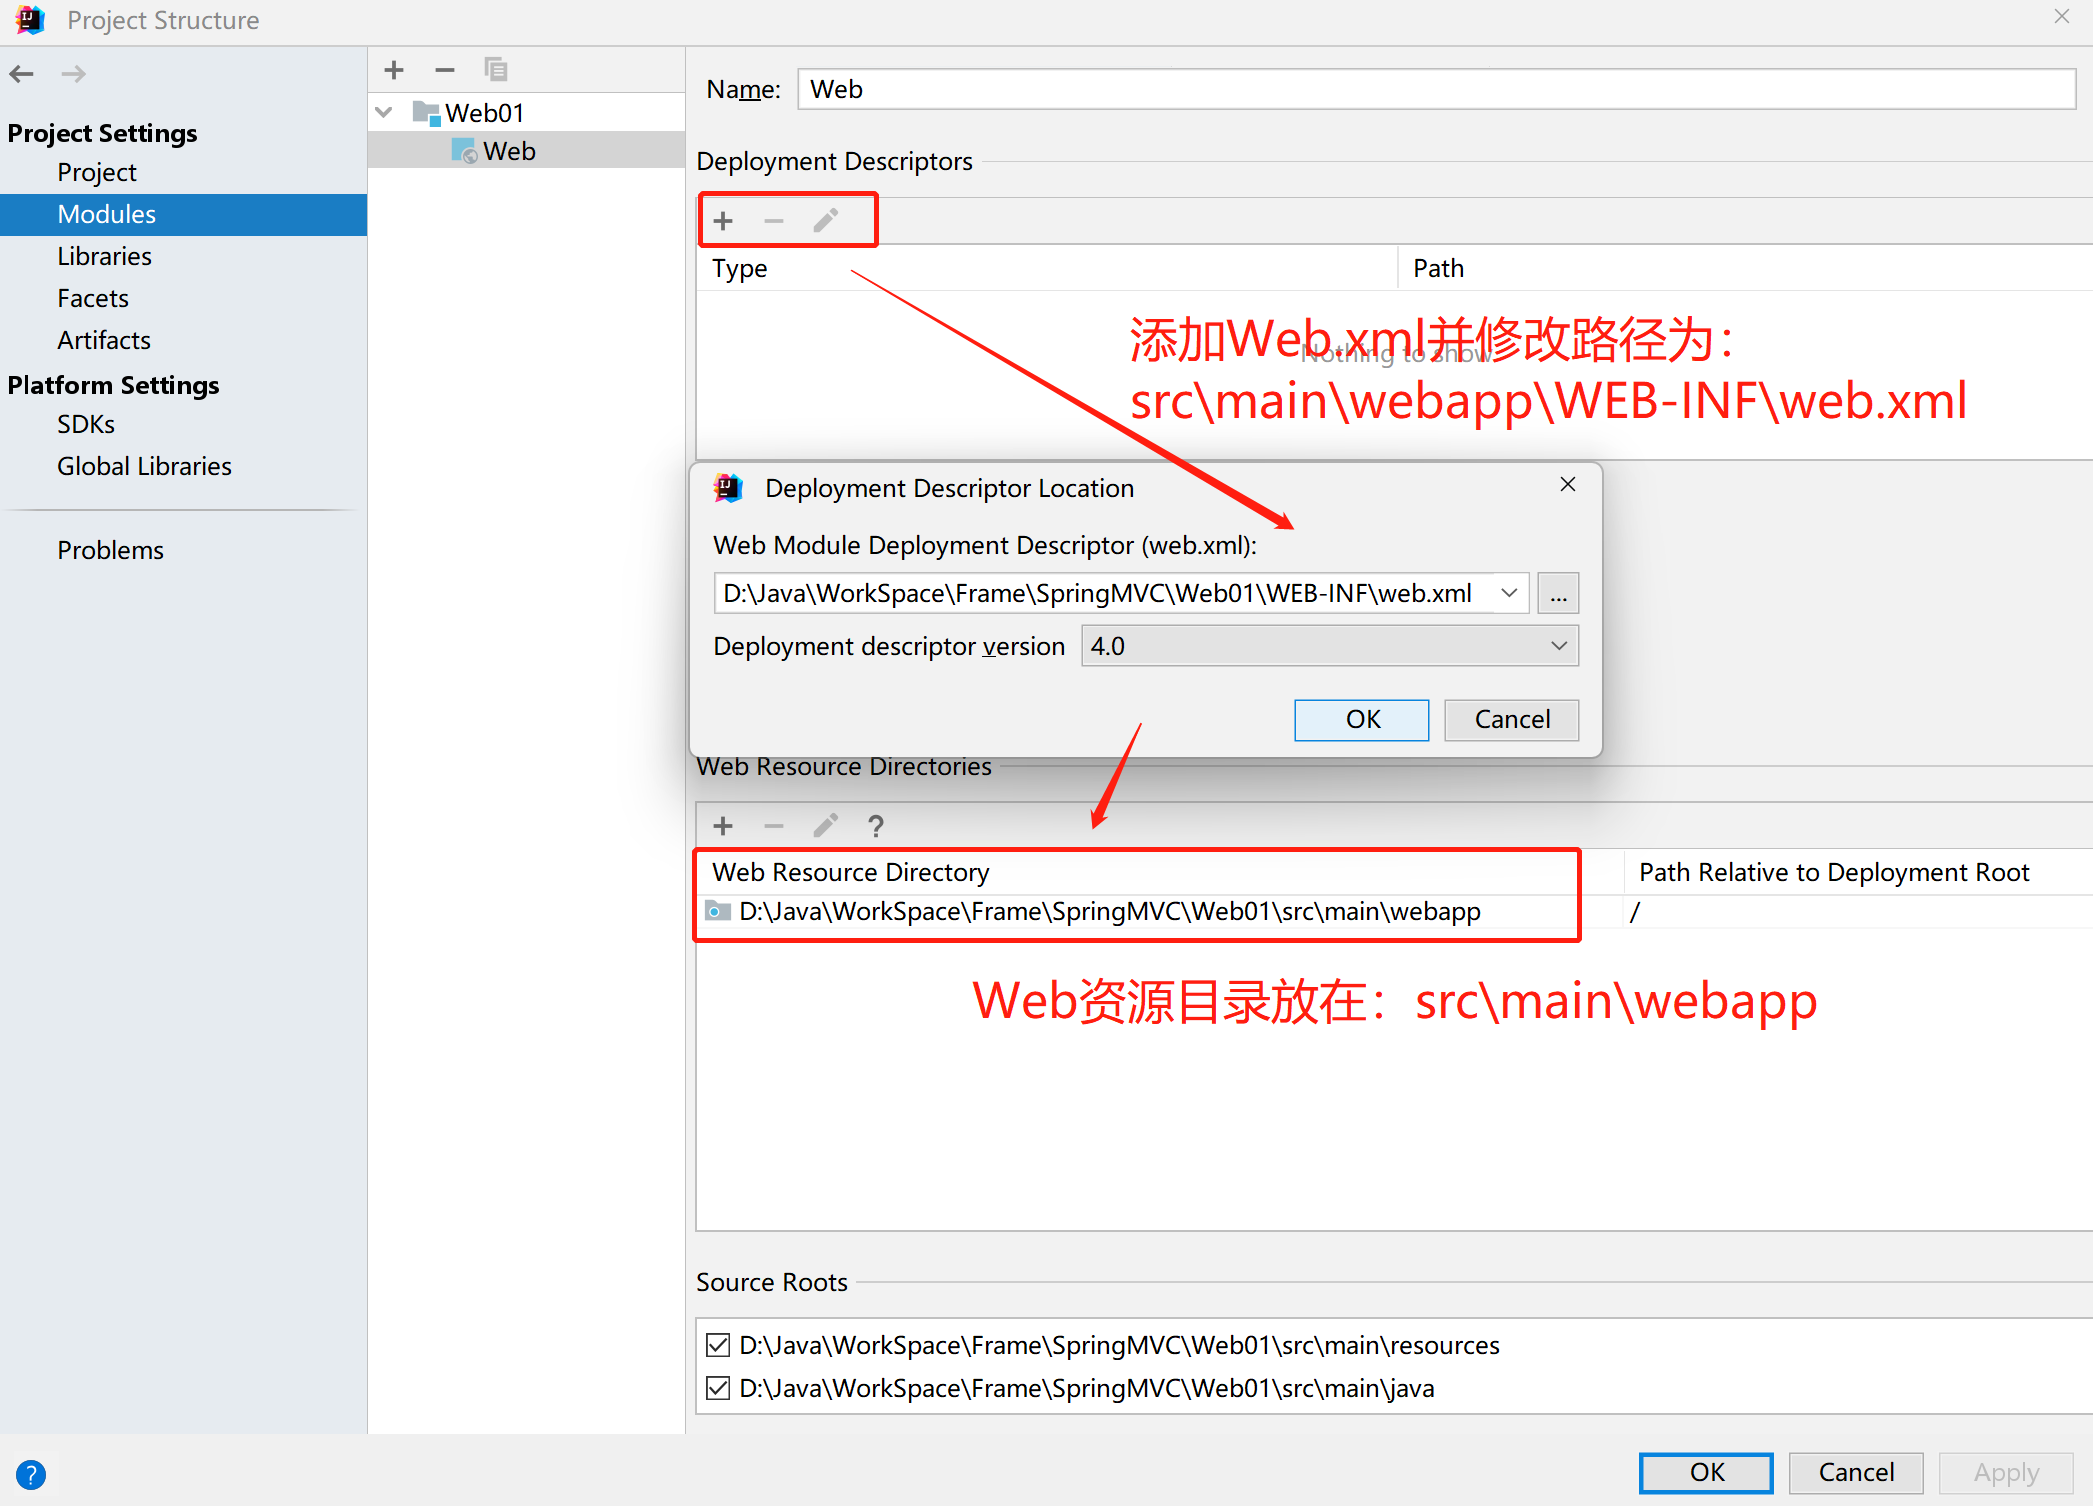 Project Structure
Project Settings
Project
Modules
Libraries
Facets
Artifacts
Platform Settings
SDKs
Global Libraries
Problems
Web01
Web
Name: Web
Deployment Descriptors
Type Path
Nothing to show
添加Web.xml并修改路径为：
src\main\webapp\WEB-INF\web.xml
Deployment Descriptor Location
Web Module Deployment Descriptor (web.xml):
D:\Java\WorkSpace\Frame\SpringMVC\Web01\WEB-INF\web.xml ...
Deployment descriptor version 4.0
OK Cancel
Web Resource Directories
?
Web Resource Directory Path Relative to Deployment Root
D:\Java\WorkSpace\Frame\SpringMVC\Web01\src\main\webapp /
Web资源目录放在：src\main\webapp
Source Roots
D:\Java\WorkSpace\Frame\SpringMVC\Web01\src\main\resources
D:\Java\WorkSpace\Frame\SpringMVC\Web01\src\main\java
? OK Cancel Apply